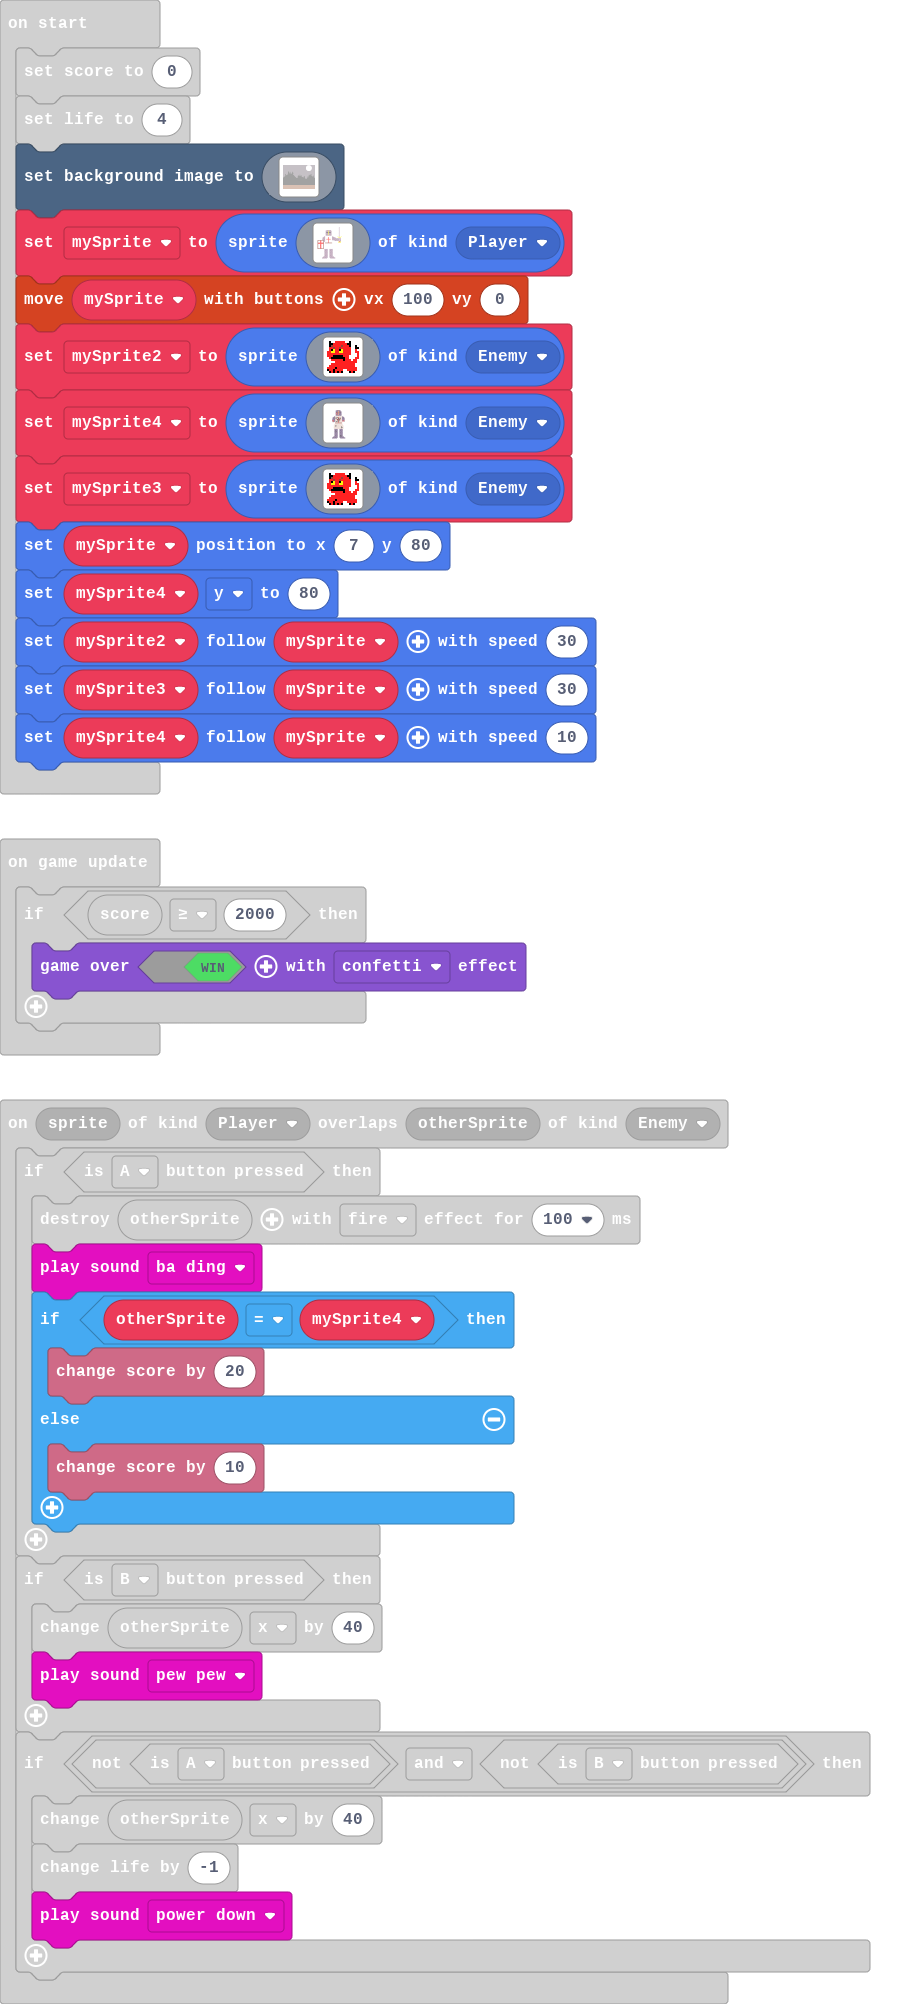 on start
set score to 0
set life to 4
set background image to
set mySprite to sprite of kind Player
move mySprite with buttons vx 100 vy 0
set mySprite2 to sprite of kind Enemy
set mySprite4 to sprite of kind Enemy
set mySprite3 to sprite of kind Enemy
set mySprite position to x 7 y 80
set mySprite4 y to 80
set mySprite2 follow mySprite with speed 30
set mySprite3 follow mySprite with speed 30
set mySprite4 follow mySprite with speed 10
on game update
if score ≥ 2000 then
game over WIN with confetti effect
on sprite of kind Player overlaps otherSprite of kind Enemy
if is A button pressed then
destroy otherSprite with fire effect for 100 ms
play sound ba ding
if otherSprite = mySprite4 then
change score by 20
else
change score by 10
if is B button pressed then
change otherSprite x by 40
play sound pew pew
if not is A button pressed and not is B button pressed then
change otherSprite x by 40
change life by -1
play sound power down